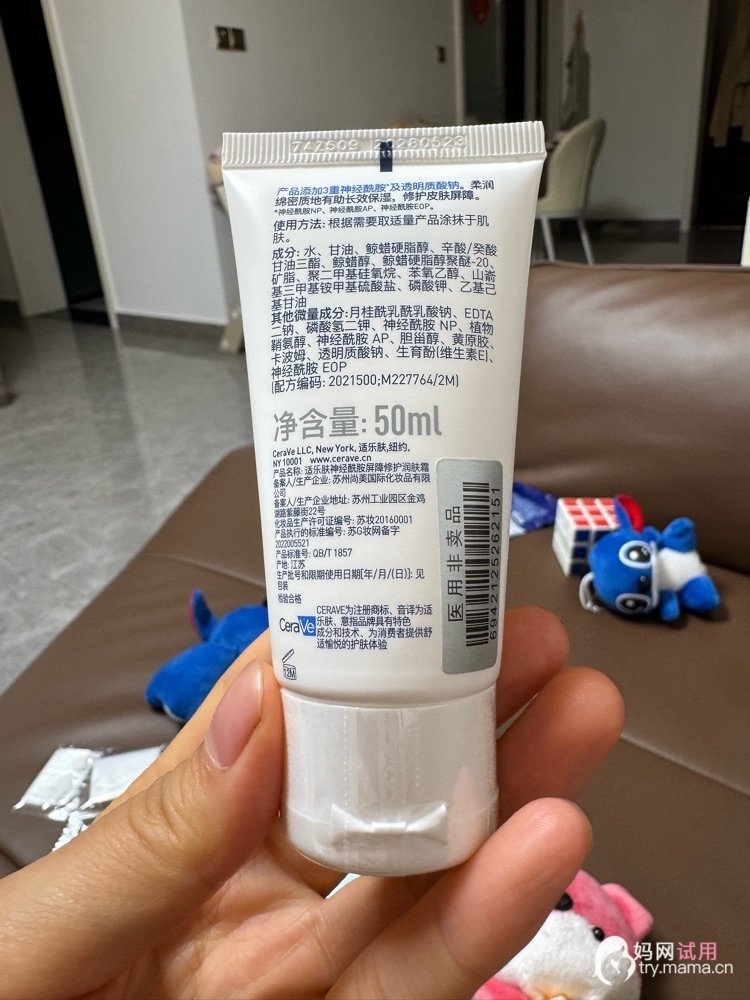 747509 20280523
产品添加3重神经酰胺*及透明质酸钠。柔润
绵密质地有助长效保湿，修护皮肤屏障。
*神经酰胺NP、神经酰胺AP、神经酰胺EOP。
使用方法: 根据需要取适量产品涂抹于肌
肤。
成分: 水、甘油、鲸蜡硬脂醇、辛酸/癸酸
甘油三酯、鲸蜡醇、鲸蜡硬脂醇聚醚-20、
矿脂、聚二甲基硅氧烷、苯氧乙醇、山嵛
基三甲基铵甲基硫酸盐、磷酸钾、乙基己
基甘油
其他微量成分:月桂酰乳酰乳酸钠、EDTA
二钠、磷酸氢二钾、神经酰胺 NP、植物
鞘氨醇、神经酰胺 AP、胆甾醇、黄原胶、
卡波姆、透明质酸钠、生育酚(维生素E)、
神经酰胺 EOP
(配方编码: 2021500;M227764/2M)
净含量: 50ml
CeraVe LLC, New York, 适乐肤,纽约,
NY 10001 www.cerave.cn
产品名称: 适乐肤神经酰胺屏障修护润肤霜
备案人/生产企业: 苏州尚美国际化妆品有限
公司
备案人/生产企业地址: 苏州工业园区金鸡
湖路紫藤街22号
化妆品生产许可证编号: 苏妆20160001
产品执行的标准编号: 苏G妆网备字
2022005521
产品标准号: QB/T 1857
产地: 江苏
生产批号和限期使用日期(年/月/(日)): 见
包装
检验合格
CeraVe
CERAVE为注册商标、音译为适
乐肤、意指品牌具有特色
成分和技术、为消费者提供舒
适愉悦的护肤体验
12M
医用非卖品
6942125262151
妈网试用
try.mama.cn